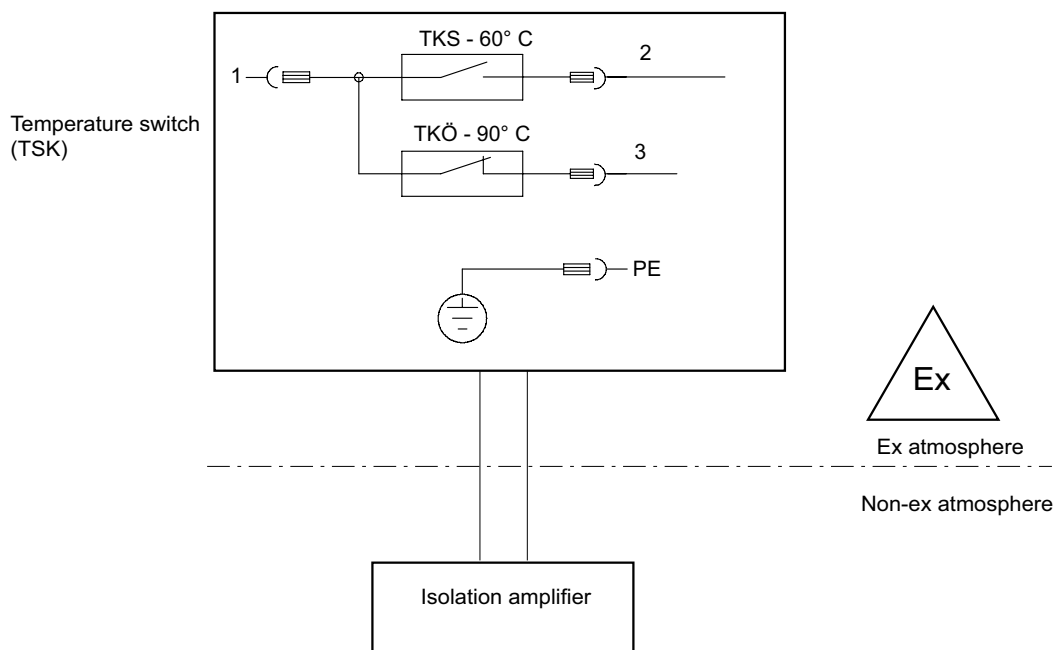 TKS - 60° C
1
2
Temperature switch
(TSK)
TKÖ - 90° C
3
PE
Ex
Ex atmosphere
Non-ex atmosphere
Isolation amplifier